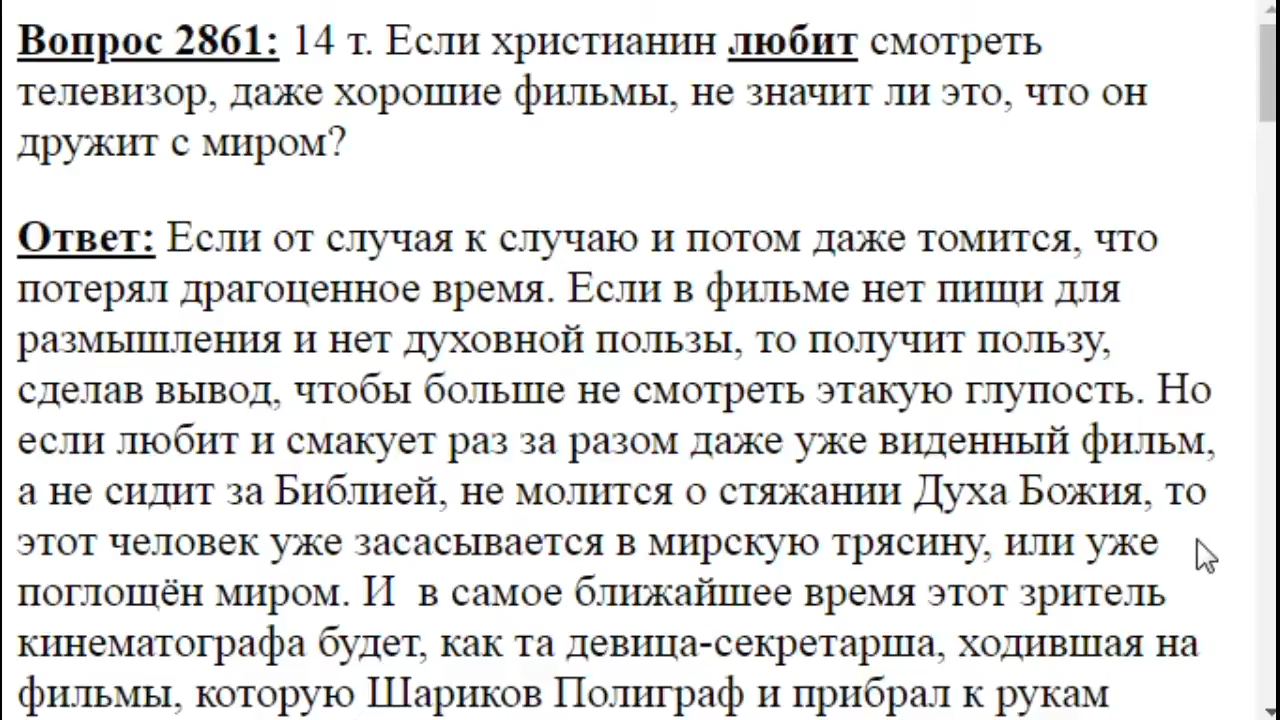 Вопрос 2861: 14 т. Если христианин любит смотреть
телевизор, даже хорошие фильмы, не значит ли это, что он
дружит с миром?
Ответ: Если от случая к случаю и потом даже томится, что
потерял драгоценное время. Если в фильме нет пищи для
размышления и нет духовной пользы, то получит пользу,
сделав вывод, чтобы больше не смотреть этакую глупость. Но
если любит и смакует раз за разом даже уже виденный фильм,
а не сидит за Библией, не молится о стяжании Духа Божия, то
этот человек уже засасывается в мирскую трясину, или уже
поглощён миром. И  в самое ближайшее время этот зритель
кинематографа будет, как та девица-секретарша, ходившая на
фильмы, которую Шариков Полиграф и прибрал к рукам